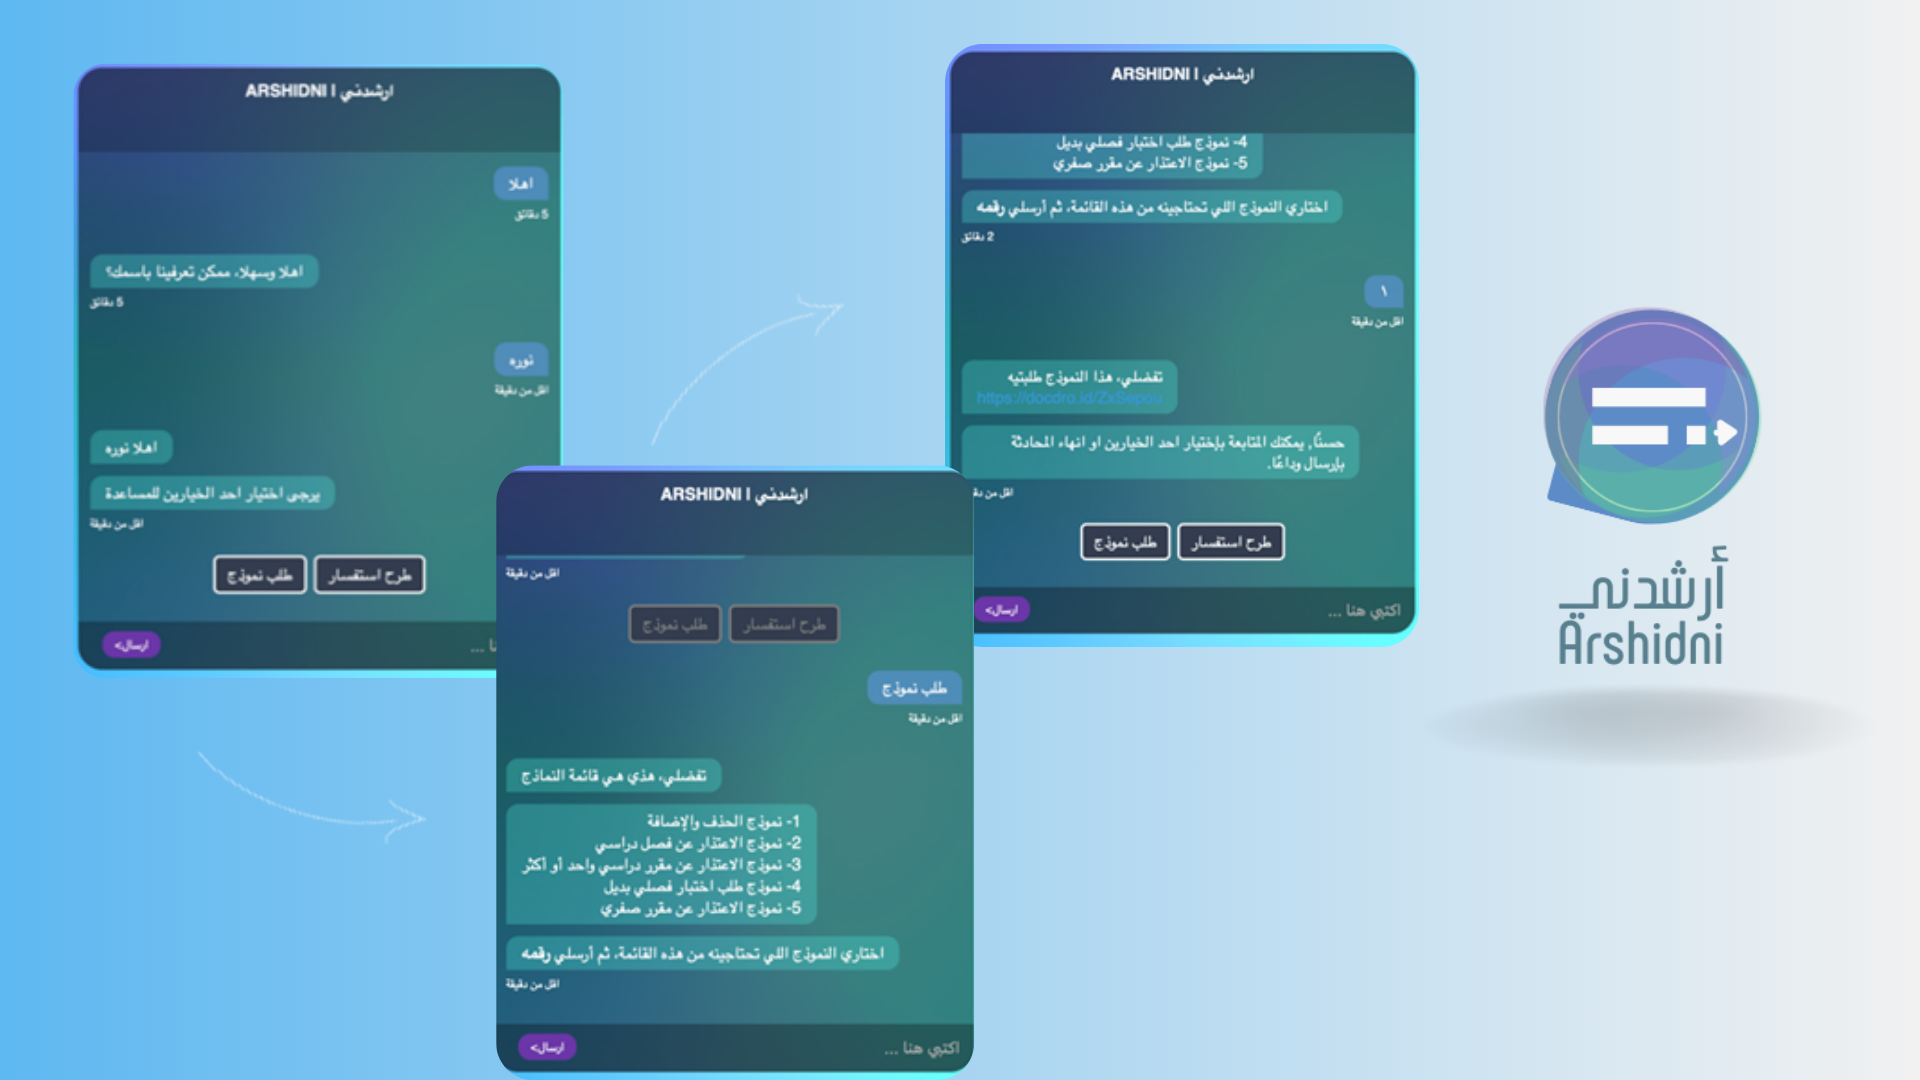 ارشدني | ARSHIDNI
اهلا
5 دقائق
اهلا وسهلا، ممكن تعرفينا باسمك؟
5 دقائق
نوره
اقل من دقيقة
اهلا نوره
يرجى اختيار احد الخيارين للمساعدة
اقل من دقيقة
طرح استفسار
طلب نموذج
نا ...
ارسال>
ارشدني | ARSHIDNI
اقل من دقيقة
طرح استفسار
طلب نموذج
طلب نموذج
اقل من دقيقة
تفضلي، هذي هي قائمة النماذج
1- نموذج الحذف والإضافة
2- نموذج الاعتذار عن فصل دراسي
3- نموذج الاعتذار عن مقرر دراسي واحد أو أكثر
4- نموذج طلب اختبار فصلي بديل
5- نموذج الاعتذار عن مقرر صفري
اختاري النموذج اللي تحتاجينه من هذه القائمة، ثم أرسلي رقمه
اقل من دقيقة
اكتبي هنا ...
ارسال>
ارشدني | ARSHIDNI
4- نموذج طلب اختبار فصلي بديل
5- نموذج الاعتذار عن مقرر صفري
اختاري النموذج اللي تحتاجينه من هذه القائمة، ثم أرسلي رقمه
2 دقائق
١
اقل من دقيقة
تفضلي، هذا النموذج طلبتيه
https://docdro.id/ZxSepou
حسنًا, يمكنك المتابعة بإختيار احد الخيارين او انهاء المحادثة
بإرسال وداعًا.
اقل من دق
طرح استفسار
طلب نموذج
اكتبي هنا ...
ارسال>
أرشدني
Arshidni